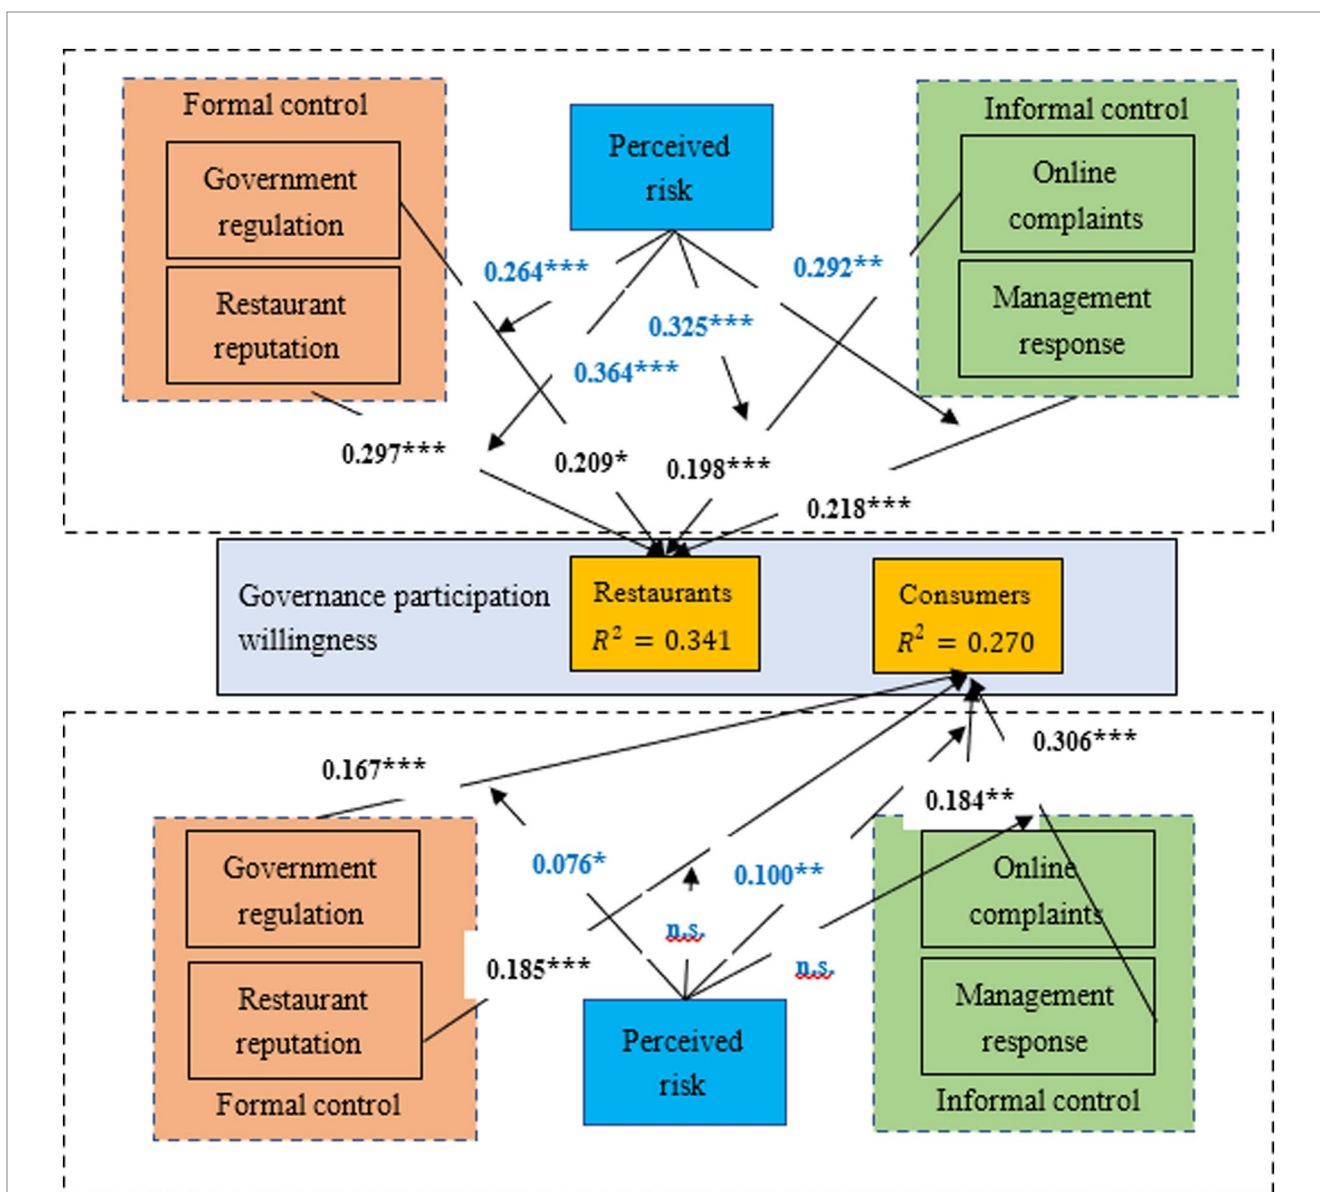 Formal control
Government
regulation
Restaurant
reputation
Perceived
risk
Informal control
Online
complaints
Management
response
0.264***
0.292**
0.325***
0.364***
0.297***
0.209*
0.198***
0.218***
Governance participation
willingness
Restaurants
R² = 0.341
Consumers
R² = 0.270
0.167***
0.306***
0.184**
0.076*
0.100**
n.s.
n.s.
0.185***
Government
regulation
Restaurant
reputation
Formal control
Perceived
risk
Online
complaints
Management
response
Informal control